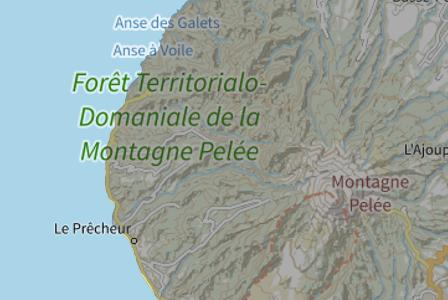 Anse des Galets
Anse à Voile
Forêt Territorialo-
Domaniale de la
Montagne Pelée
L'Ajoup
Montagne
Pelée
Le Prêcheur